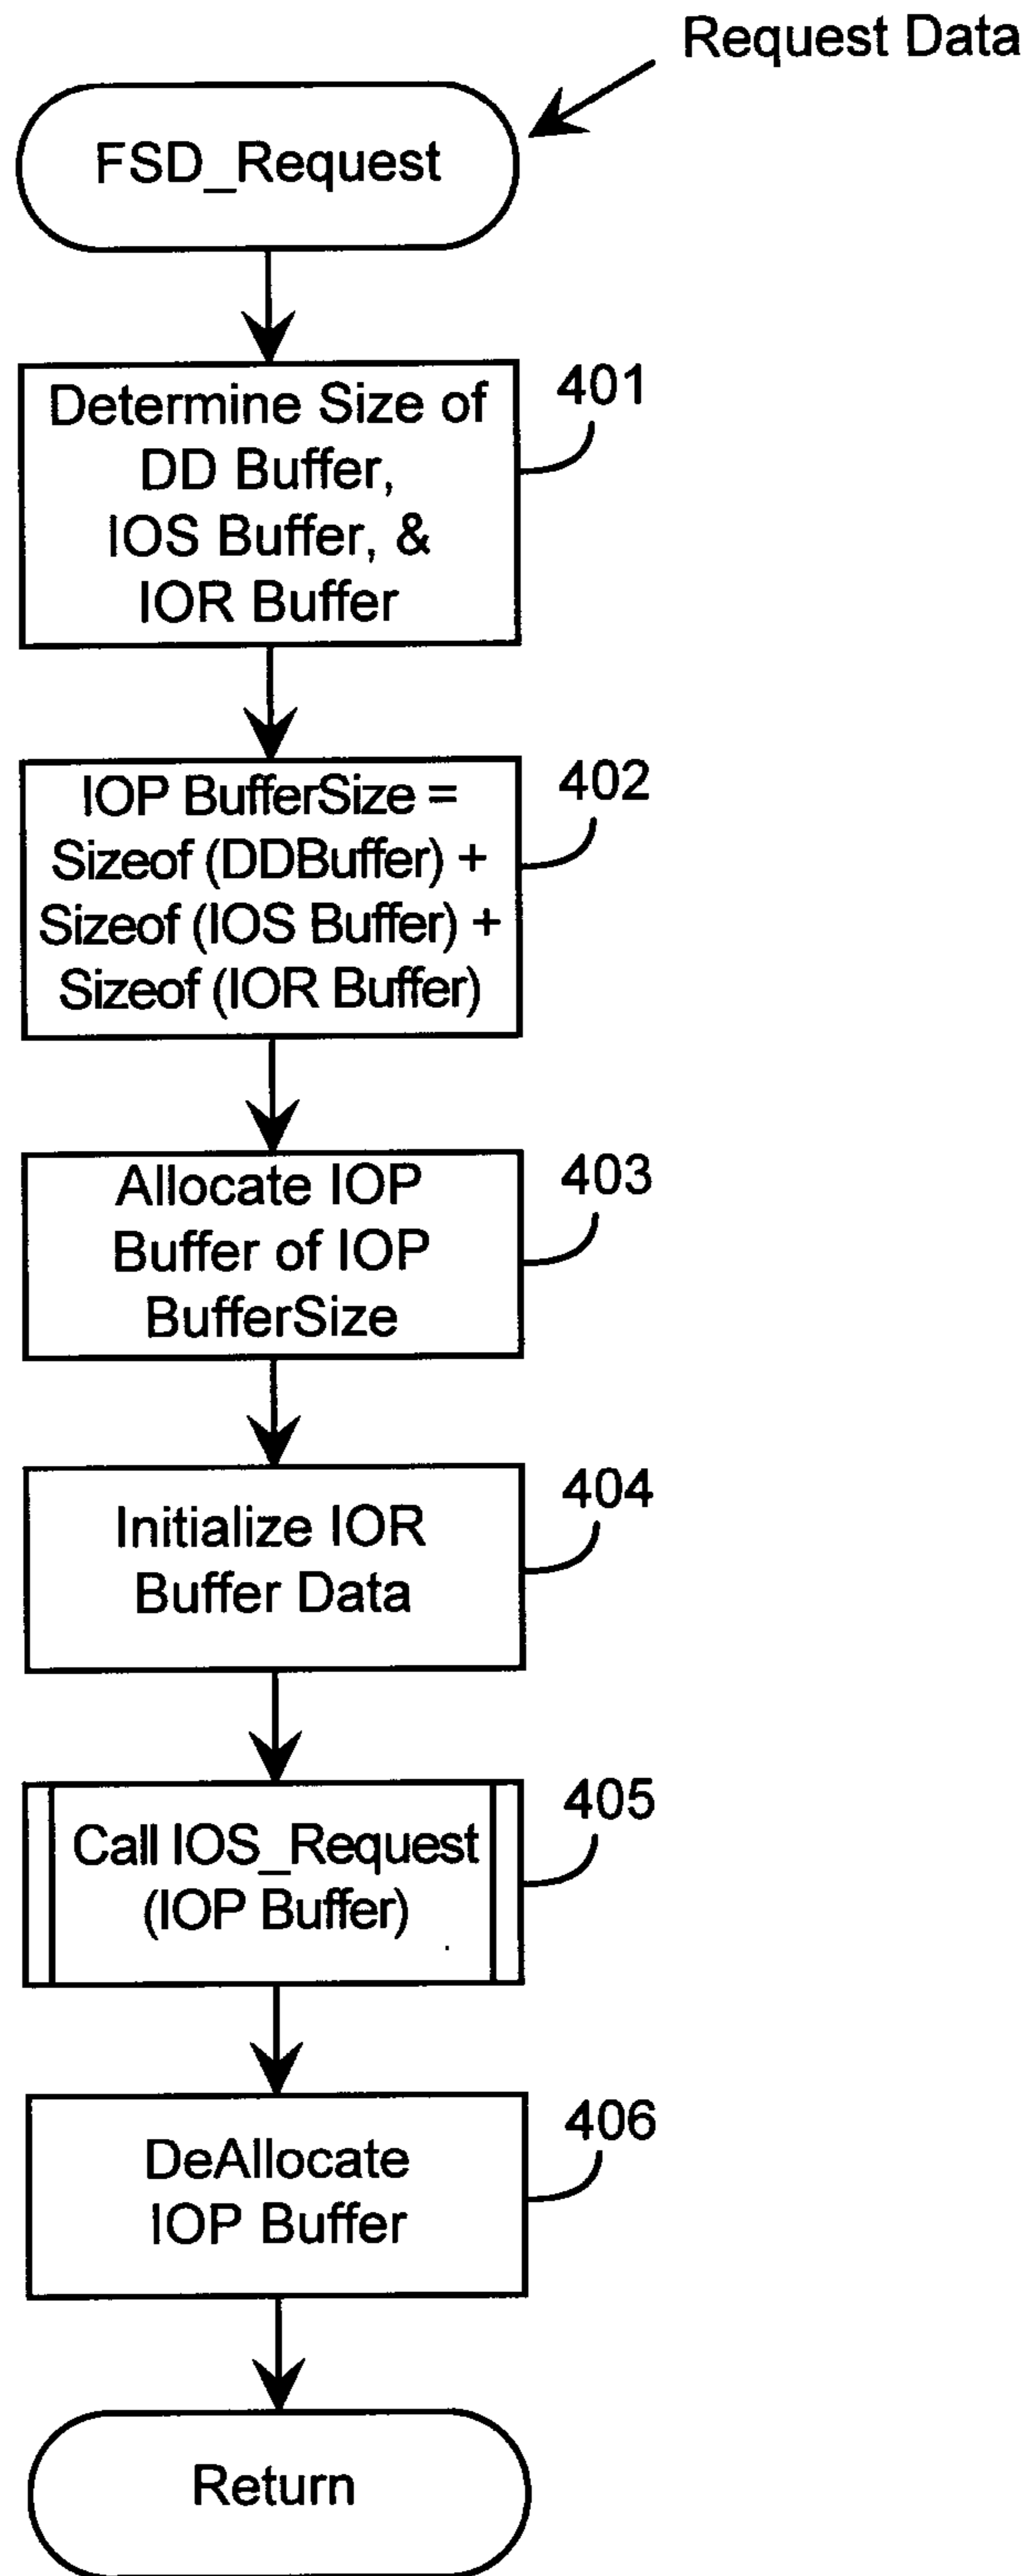 Request Data
FSD_Request
401
Determine Size of
DD Buffer,
IOS Buffer, &
IOR Buffer
402
IOP BufferSize =
Sizeof (DDBuffer) +
Sizeof (IOS Buffer) +
Sizeof (IOR Buffer)
403
Allocate IOP
Buffer of IOP
BufferSize
404
Initialize IOR
Buffer Data
405
Call IOS_Request
(IOP Buffer)
406
DeAllocate
IOP Buffer
Return